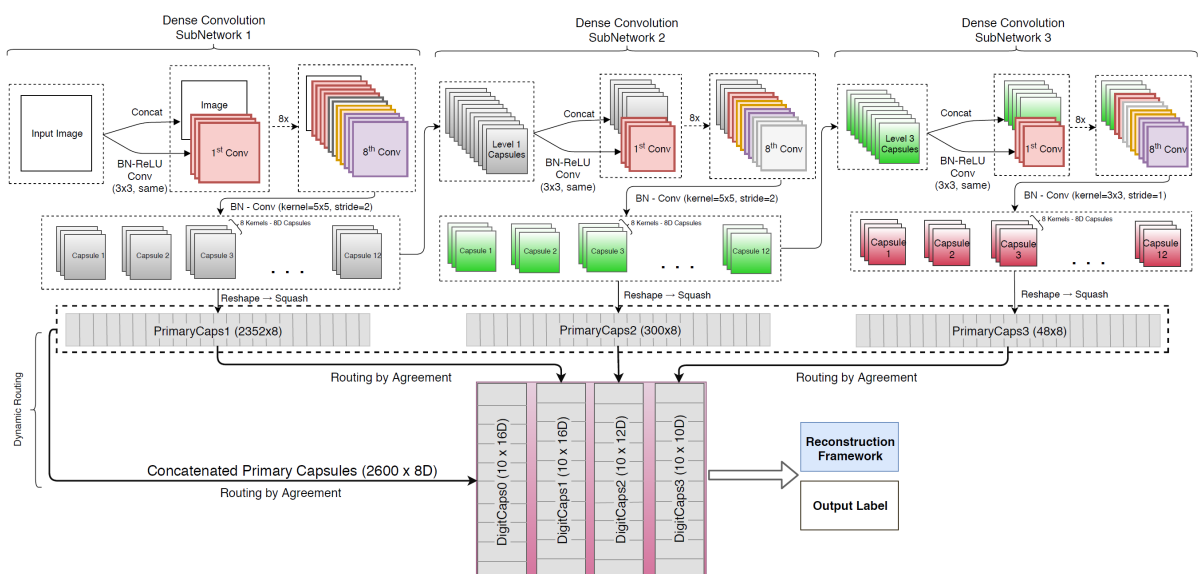 Dense Convolution
SubNetwork 1
Dense Convolution
SubNetwork 2
Dense Convolution
SubNetwork 3
Input Image
Concat
BN-ReLU
Conv
(3x3, same)
Image
1st Conv
8x
8th Conv
Level 1
Capsules
Concat
BN-ReLU
Conv
(3x3, same)
1st Conv
8x
8th Conv
Level 3
Capsules
Concat
BN-ReLU
Conv
(3x3, same)
1st Conv
8x
8th Conv
BN - Conv (kernel=5x5, stride=2)
8 Kernels - 8D Capsules
Capsule 1
Capsule 2
Capsule 3
. . .
Capsule 12
BN - Conv (kernel=5x5, stride=2)
8 Kernels - 8D Capsules
Capsule 1
Capsule 2
Capsule 3
. . .
Capsule 12
BN - Conv (kernel=3x3, stride=1)
8 Kernels - 8D Capsules
Capsule
1
Capsule
2
Capsule
3
. . .
Capsule
12
Reshape → Squash
Reshape → Squash
Reshape → Squash
PrimaryCaps1 (2352x8)
PrimaryCaps2 (300x8)
PrimaryCaps3 (48x8)
Routing by Agreement
Routing by Agreement
Dynamic Routing
Concatenated Primary Capsules (2600 x 8D)
Routing by Agreement
DigitCaps0 (10 x 16D)
DigitCaps1 (10 x 16D)
DigitCaps2 (10 x 12D)
DigitCaps3 (10 x 10D)
Reconstruction
Framework
Output Label